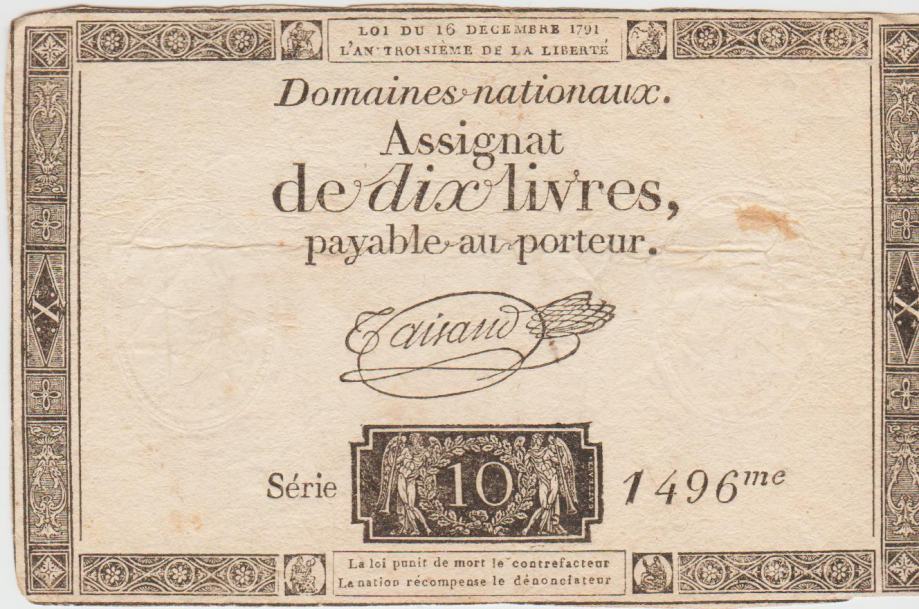 LOI DU 16 DECEMBRE 1791
L'AN TROISIÈME DE LA LIBERTÉ
Domaines nationaux.
Assignat
de dix livres,
payable au porteur.
Taisaud
X
X
Série 10 1496me
La loi punit de mort le contrefacteur
La nation récompense le dénonciateur